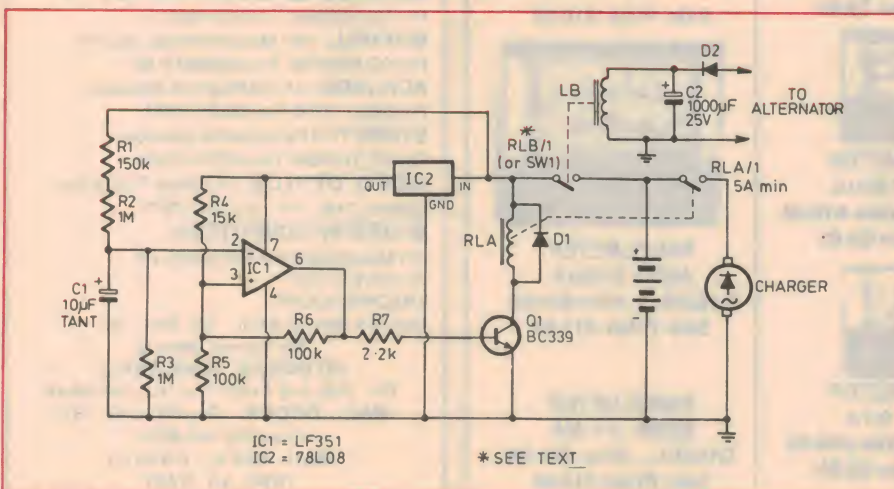 D2
LB
C2
1000µF
25V
TO
ALTERNATOR
*
RLB/1
(or SW1)
RLA/1
5A min
R1
150k
R2
1M
R4
15k
OUT
IC2
IN
GND
RLA
D1
CHARGER
2
3
7
6
4
IC1
C1
10µF
TANT
R3
1M
R5
100k
R6
100k
R7
2·2k
Q1
BC339
IC1 = LF351
IC2 = 78L08
* SEE TEXT